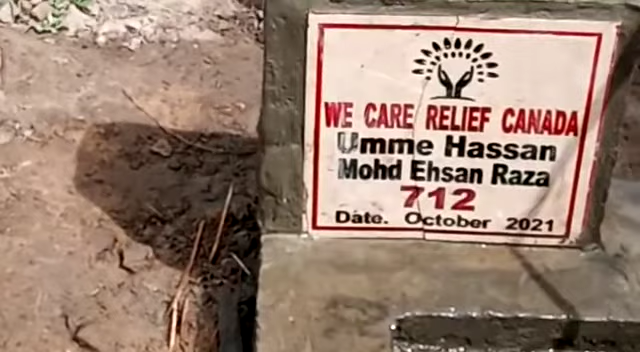 WE CARE RELIEF CANADA
Umme Hassan
Mohd Ehsan Raza
712
Date. October 2021